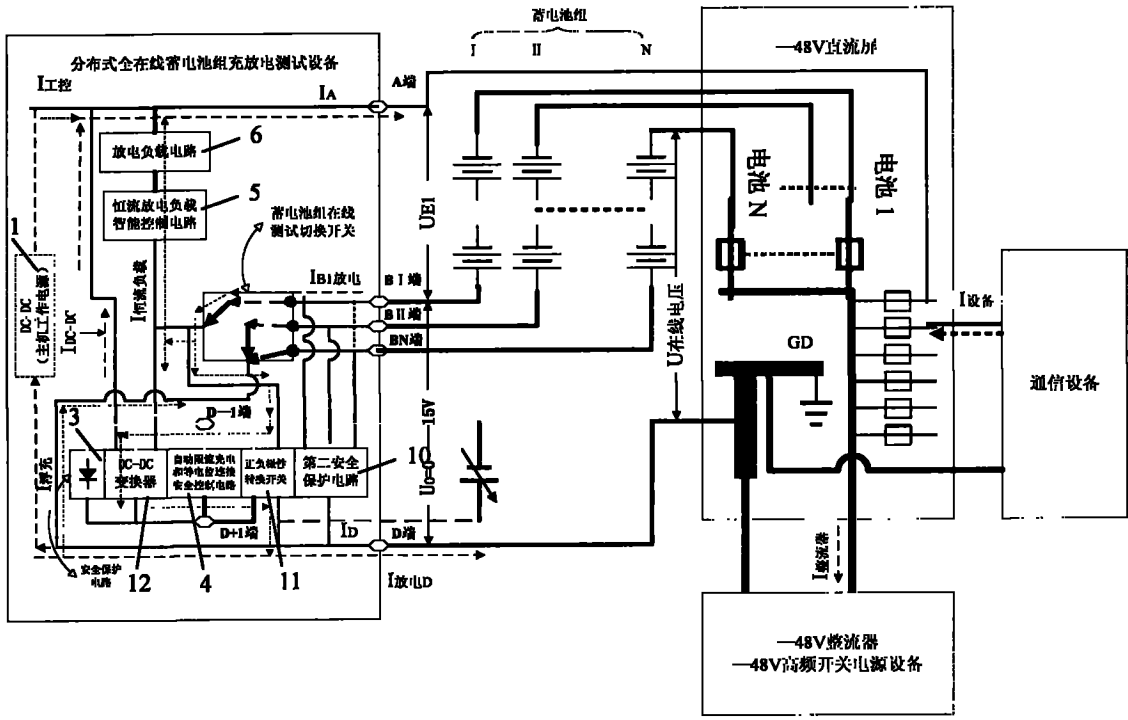 蓄电池组
I
II
N
—48V直流屏
分布式全在线蓄电池组充放电测试设备
I工控
IA
A端
6
放电负载电路
5
恒流放电负载
智能控制电路
蓄电池组在线
测试切换开关
1
DC-DC
(主机工作电源)
IDC-DC
I恒流负载
IB1放电
BI端
BII端
BN端
UE1
U在线电压
电池N
电池1
GD
I设备
通信设备
D—1端
3
DC-DC
变换器
自动限流充电
和等电位连接
安全控制电路
正负极性
转换开关
第二安全
保护电路
10
I浮充
U0=0
15V
D+1端
ID
D端
安全保护
电路
12
4
11
I放电D
I整流器
—48V整流器
—48V高频开关电源设备